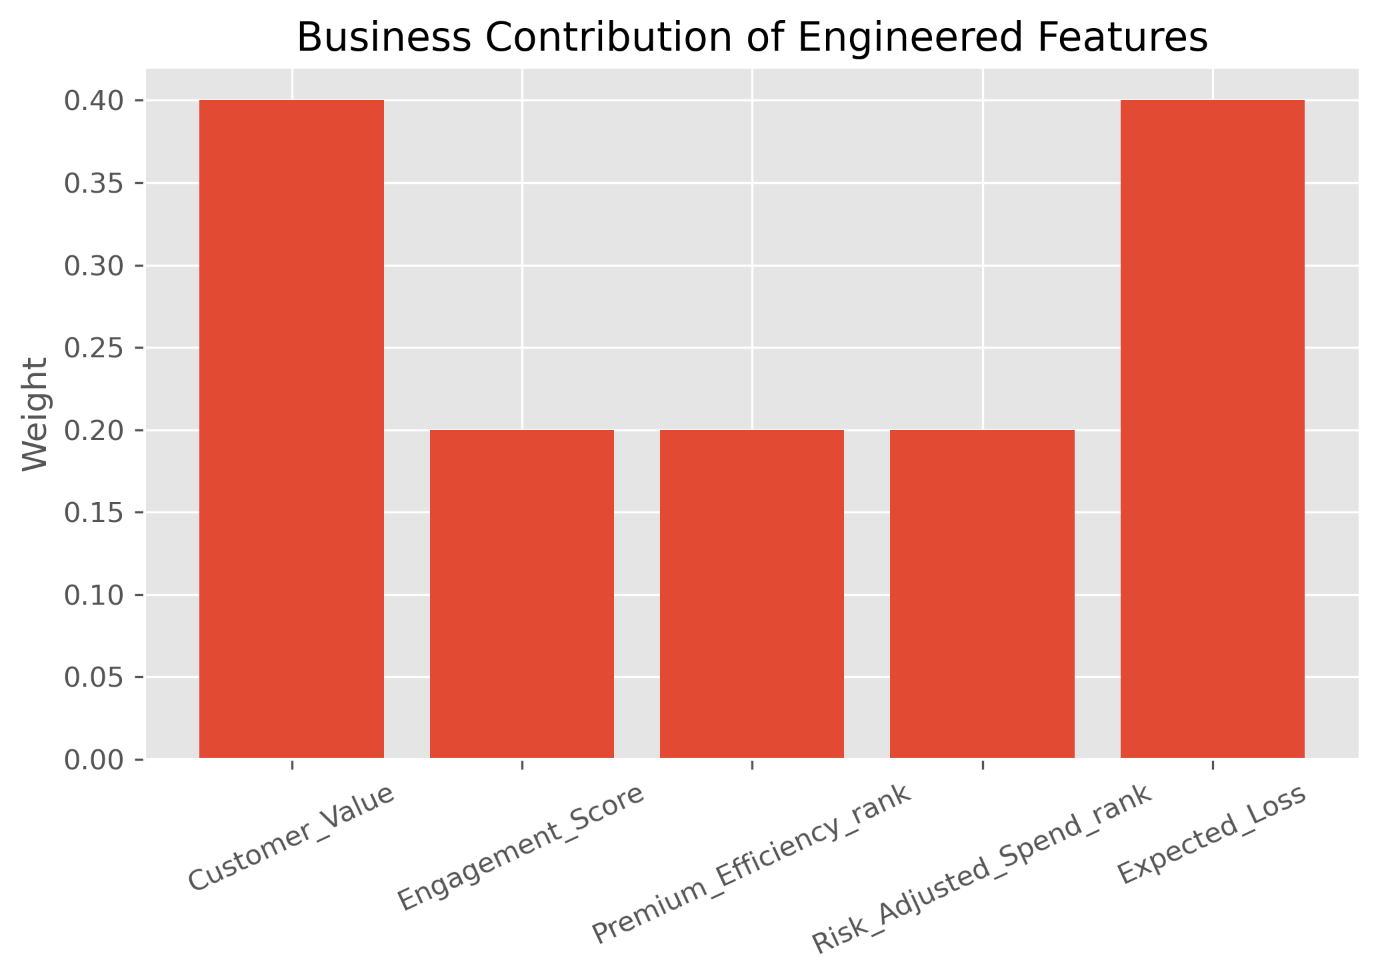 Business Contribution of Engineered Features
Weight
0.40
0.35
0.30
0.25
0.20
0.15
0.10
0.05
0.00
Customer_Value
Engagement_Score
Premium_Efficiency_rank
Risk_Adjusted_Spend_rank
Expected_Loss